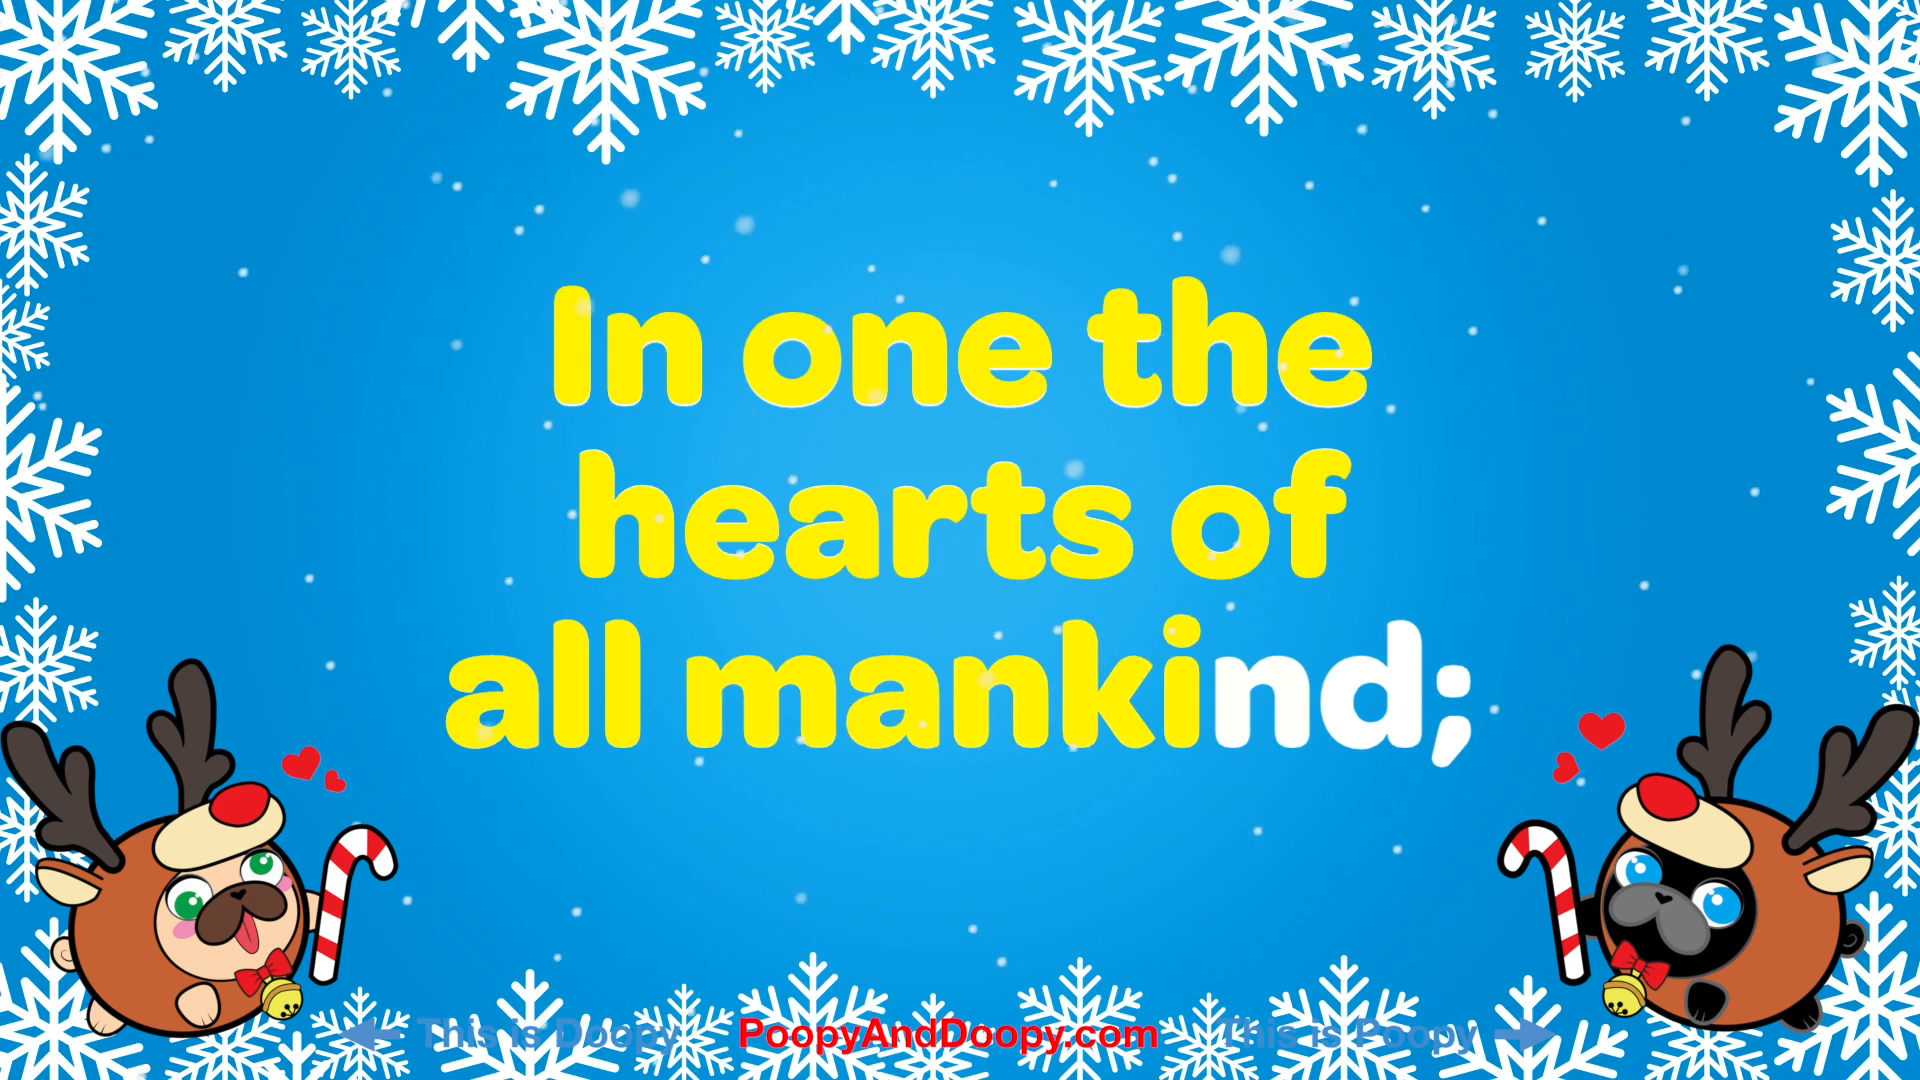 In one the
hearts of
all mankind;
This is Doopy
PoopyAndDoopy.com
This is Poopy